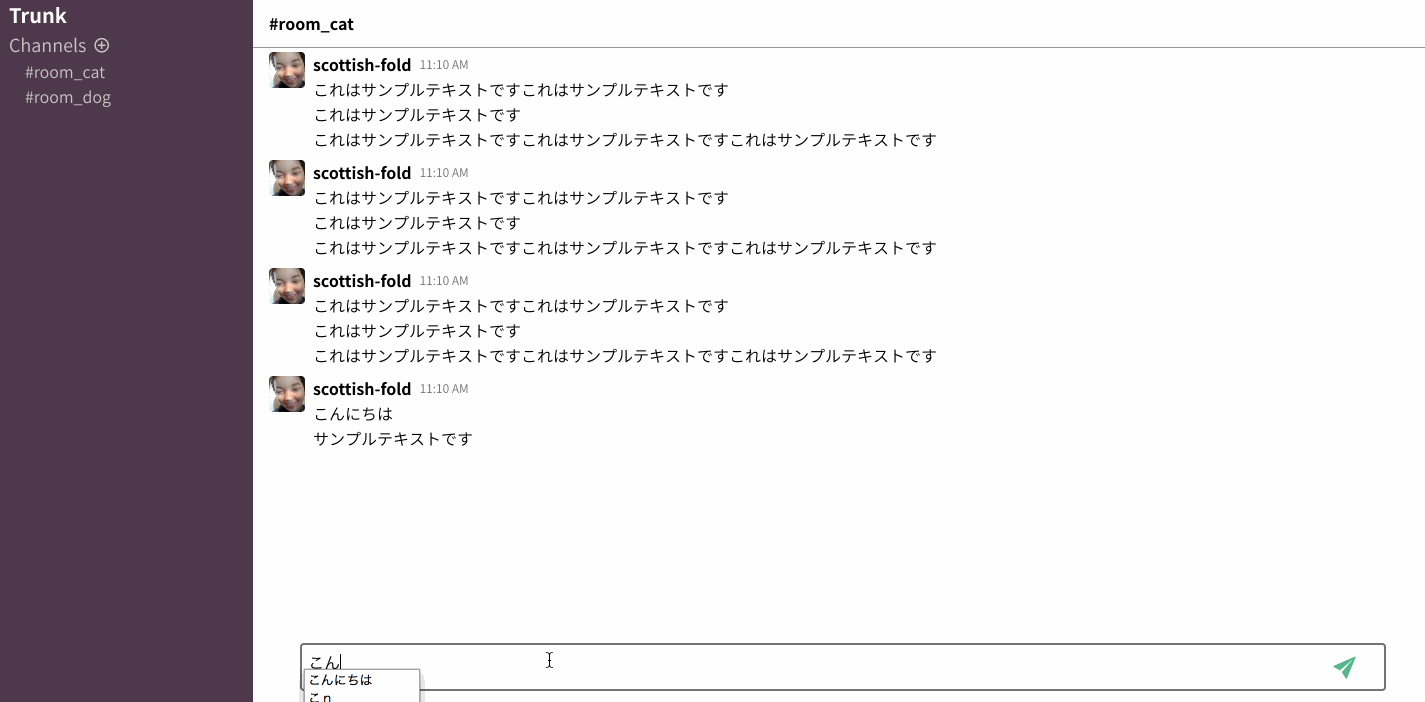 Trunk
Channels
#room_cat
#room_dog
#room_cat
scottish-fold 11:10 AM
これはサンプルテキストですこれはサンプルテキストです
これはサンプルテキストです
これはサンプルテキストですこれはサンプルテキストですこれはサンプルテキストです
scottish-fold 11:10 AM
これはサンプルテキストですこれはサンプルテキストです
これはサンプルテキストです
これはサンプルテキストですこれはサンプルテキストですこれはサンプルテキストです
scottish-fold 11:10 AM
これはサンプルテキストですこれはサンプルテキストです
これはサンプルテキストです
これはサンプルテキストですこれはサンプルテキストですこれはサンプルテキストです
scottish-fold 11:10 AM
こんにちは
サンプルテキストです
こん
こんにちは
こｎ